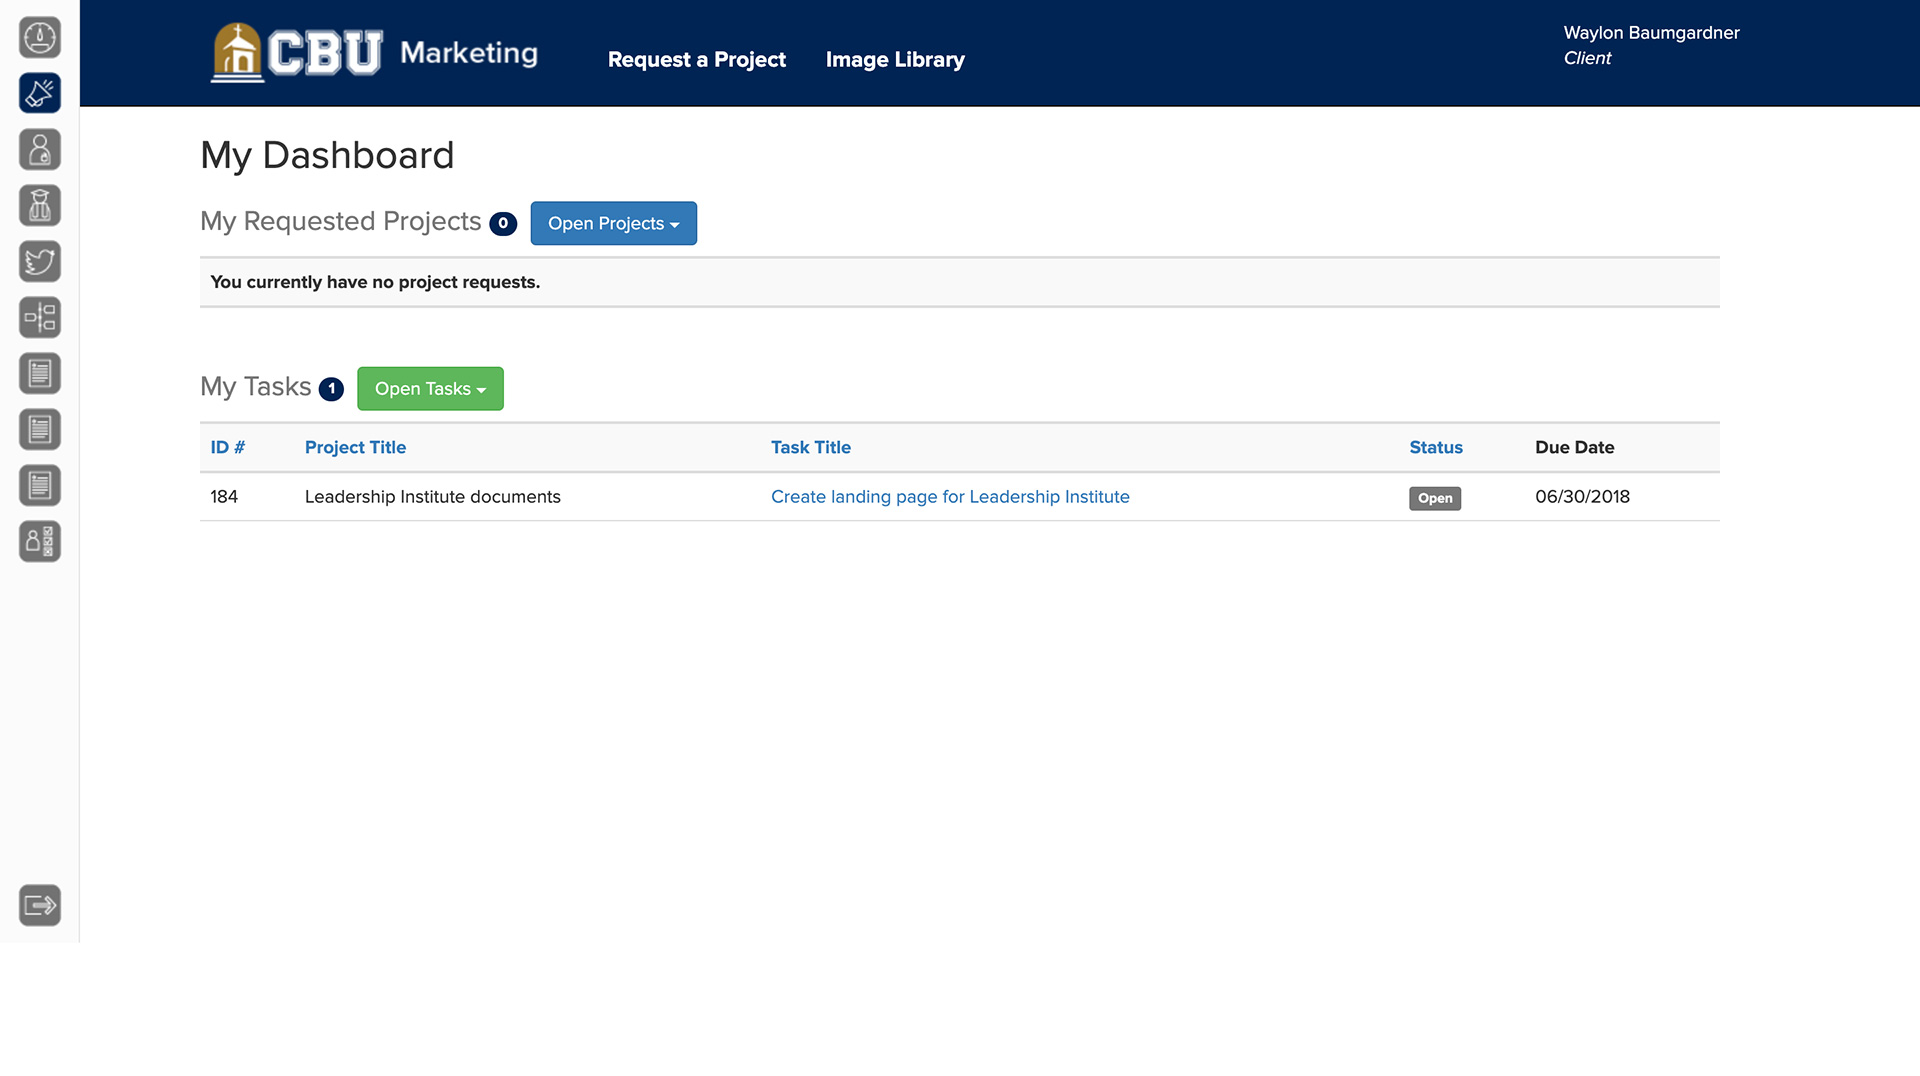 CBU Marketing
Request a Project
Image Library
Waylon Baumgardner
Client
My Dashboard
My Requested Projects 0 Open Projects
You currently have no project requests.
My Tasks 1 Open Tasks
ID # Project Title Task Title Status Due Date
184 Leadership Institute documents Create landing page for Leadership Institute Open 06/30/2018